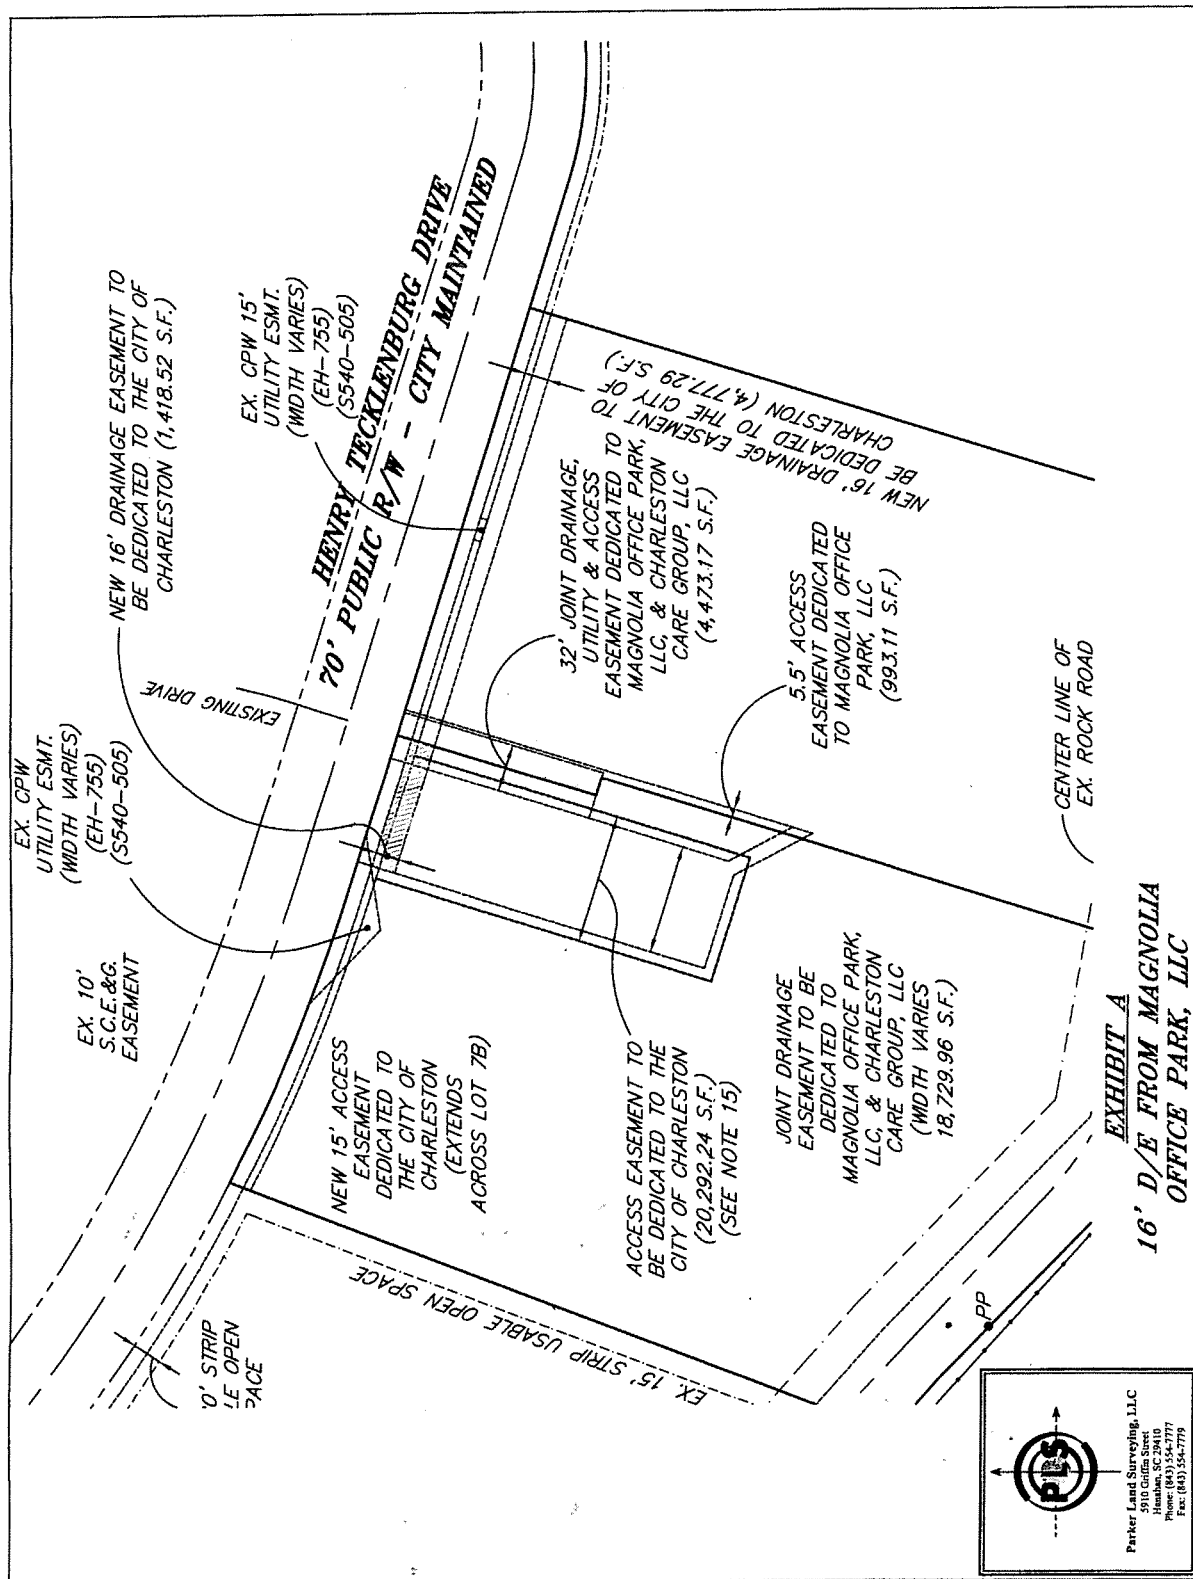 EX. CPW
UTILITY ESMT.
(WIDTH VARIES)
(EH-755)
(S540-505)
NEW 16' DRAINAGE EASEMENT TO
BE DEDICATED TO THE CITY OF
CHARLESTON (1,418.52 S.F.)
EX. CPW 15'
UTILITY ESMT.
(WIDTH VARIES)
(EH-755)
(S540-505)
EX. 10'
S.C.E.&G.
EASEMENT
EXISTING DRIVE
HENRY TECKLENBURG DRIVE
70' PUBLIC R/W - CITY MAINTAINED
0' STRIP
LE OPEN
PACE
NEW 15' ACCESS
EASEMENT
DEDICATED TO
THE CITY OF
CHARLESTON
(EXTENDS
ACROSS LOT 7B)
32' JOINT DRAINAGE,
UTILITY & ACCESS
EASEMENT DEDICATED TO
MAGNOLIA OFFICE PARK,
LLC, & CHARLESTON
CARE GROUP, LLC
(4,473.17 S.F.)
NEW 16' DRAINAGE EASEMENT TO
BE DEDICATED TO THE CITY OF
CHARLESTON (4,777.29 S.F.)
EX. 15' STRIP USABLE OPEN SPACE
ACCESS EASEMENT TO
BE DEDICATED TO THE
CITY OF CHARLESTON
(20,292.24 S.F.)
(SEE NOTE 15)
5.5' ACCESS
EASEMENT DEDICATED
TO MAGNOLIA OFFICE
PARK, LLC
(993.11 S.F.)
JOINT DRAINAGE
EASEMENT TO BE
DEDICATED TO
MAGNOLIA OFFICE PARK,
LLC, & CHARLESTON
CARE GROUP, LLC
(WIDTH VARIES
18,729.96 S.F.)
CENTER LINE OF
EX. ROCK ROAD
PP
EXHIBIT A
16' D/E FROM MAGNOLIA
OFFICE PARK, LLC
PLS
Parker Land Surveying, LLC
5910 Griffin Street
Hanahan, SC 29410
Phone: (843) 554-7777
Fax: (843) 554-7779